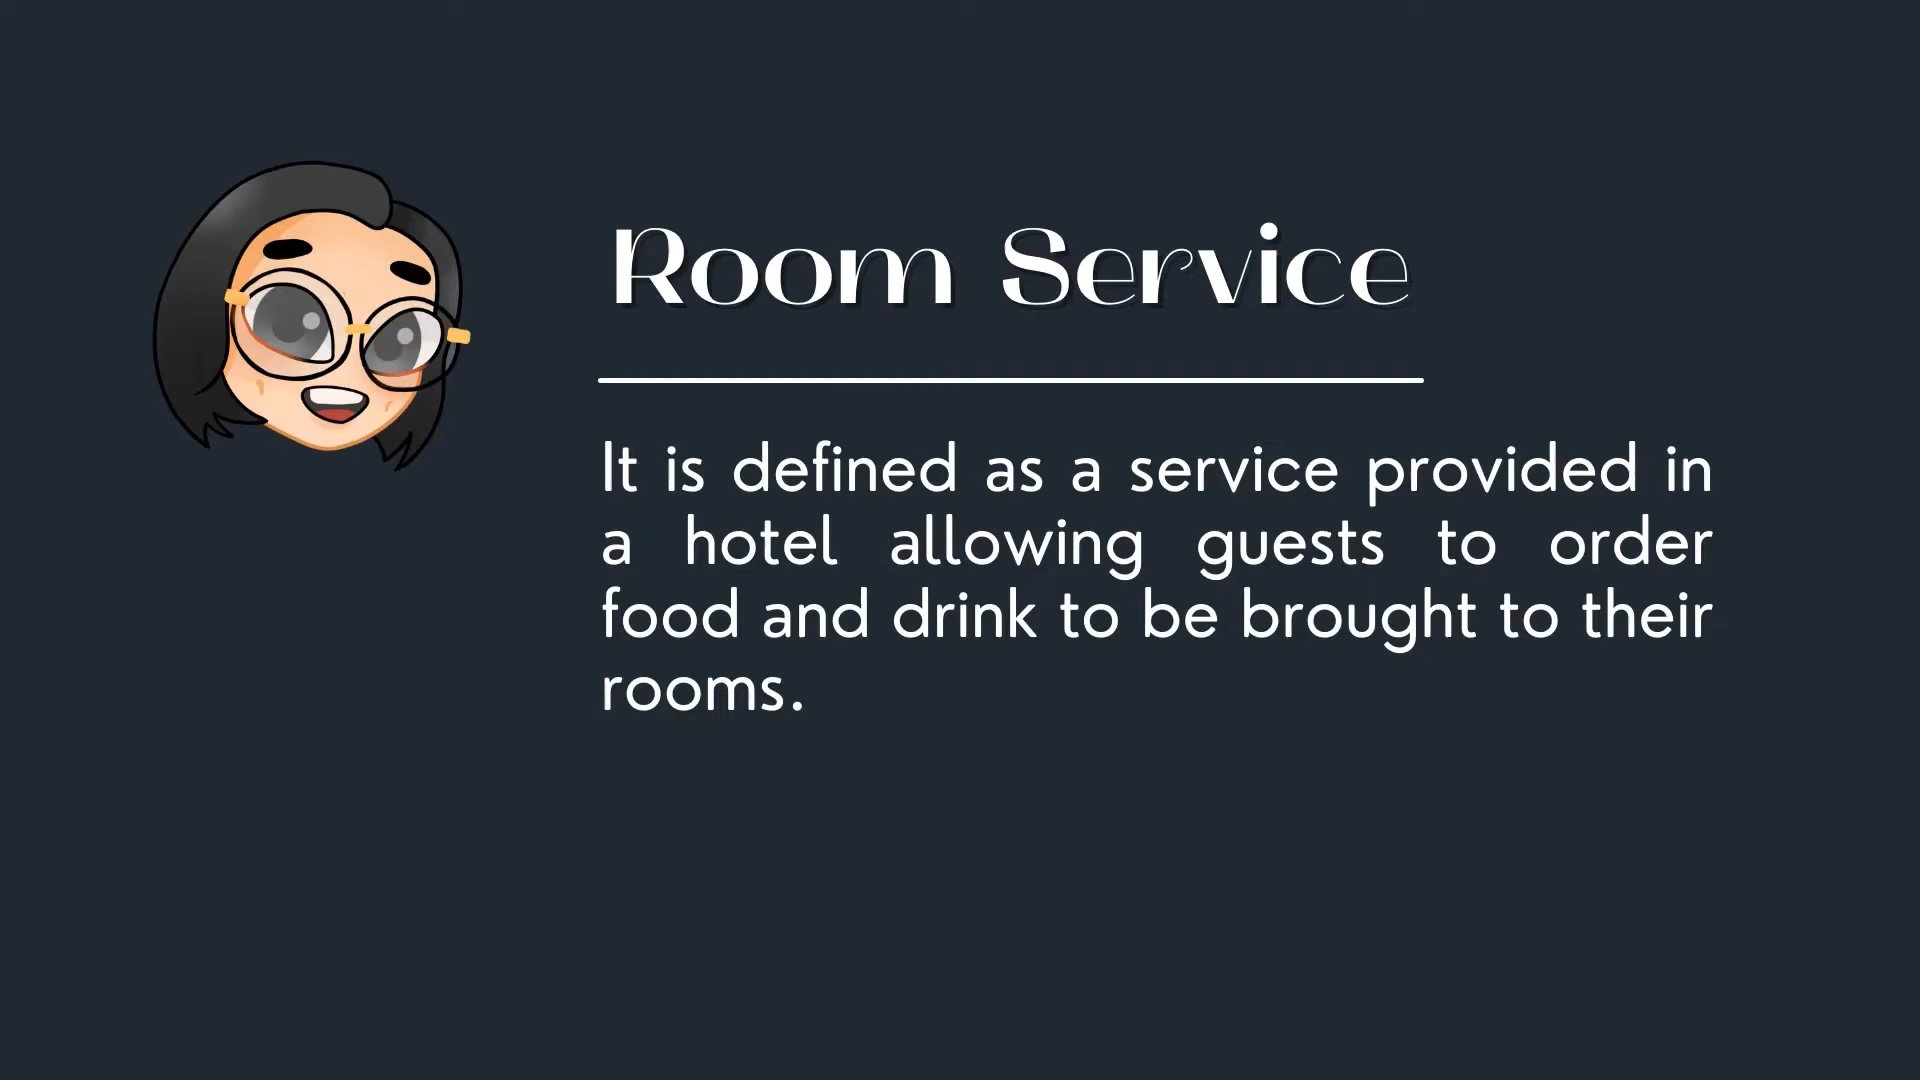 Room Service
It is defined as a service provided in
a hotel allowing guests to order
food and drink to be brought to their
rooms.